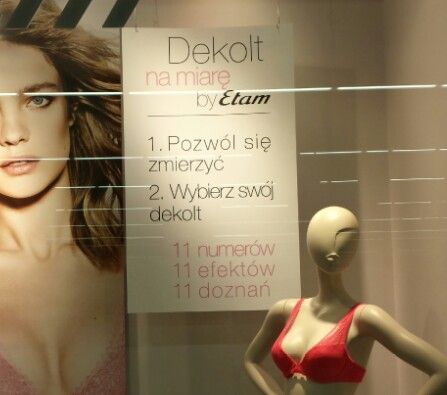 Dekolt
na miarę
by Etam
1. Pozwól się
zmierzyć
2. Wybierz swój
dekolt
11 numerów
11 efektów
11 doznań